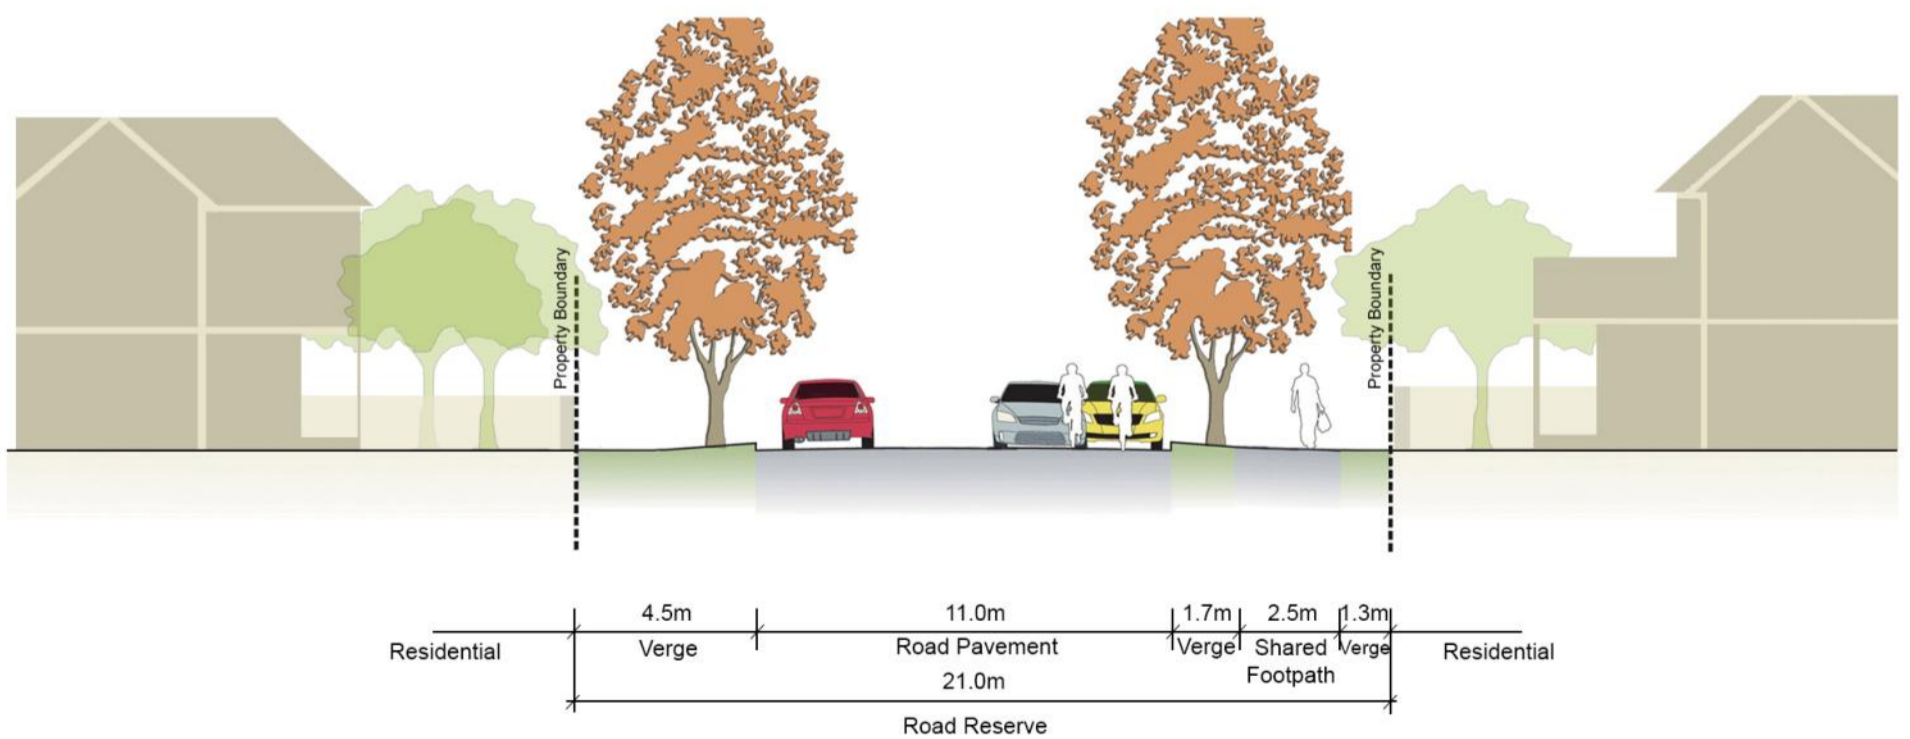 Property Boundary
Property Boundary
4.5m
11.0m
1.7m
2.5m
1.3m
Residential
Verge
Road Pavement
Verge
Shared
Footpath
Verge
Residential
21.0m
Road Reserve